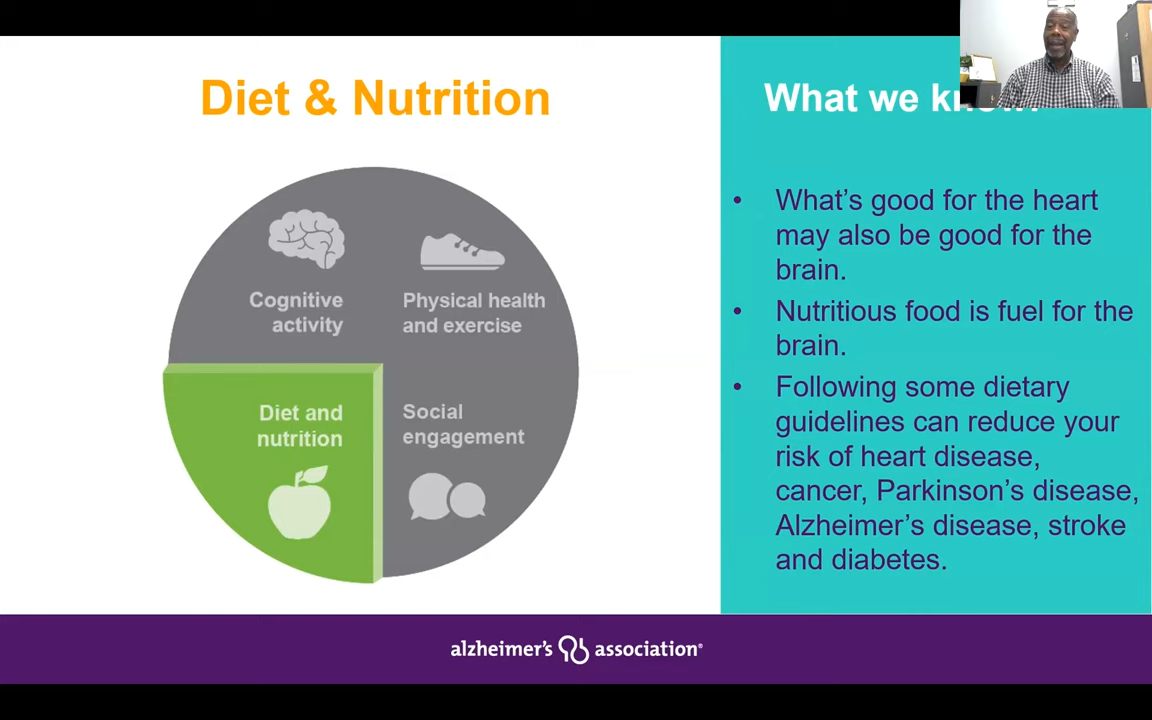 Diet & Nutrition
What we
Cognitive
activity
Physical health
and exercise
Diet and
nutrition
Social
engagement
• What’s good for the heart
may also be good for the
brain.
• Nutritious food is fuel for the
brain.
• Following some dietary
guidelines can reduce your
risk of heart disease,
cancer, Parkinson’s disease,
Alzheimer’s disease, stroke
and diabetes.
alzheimer’s association®